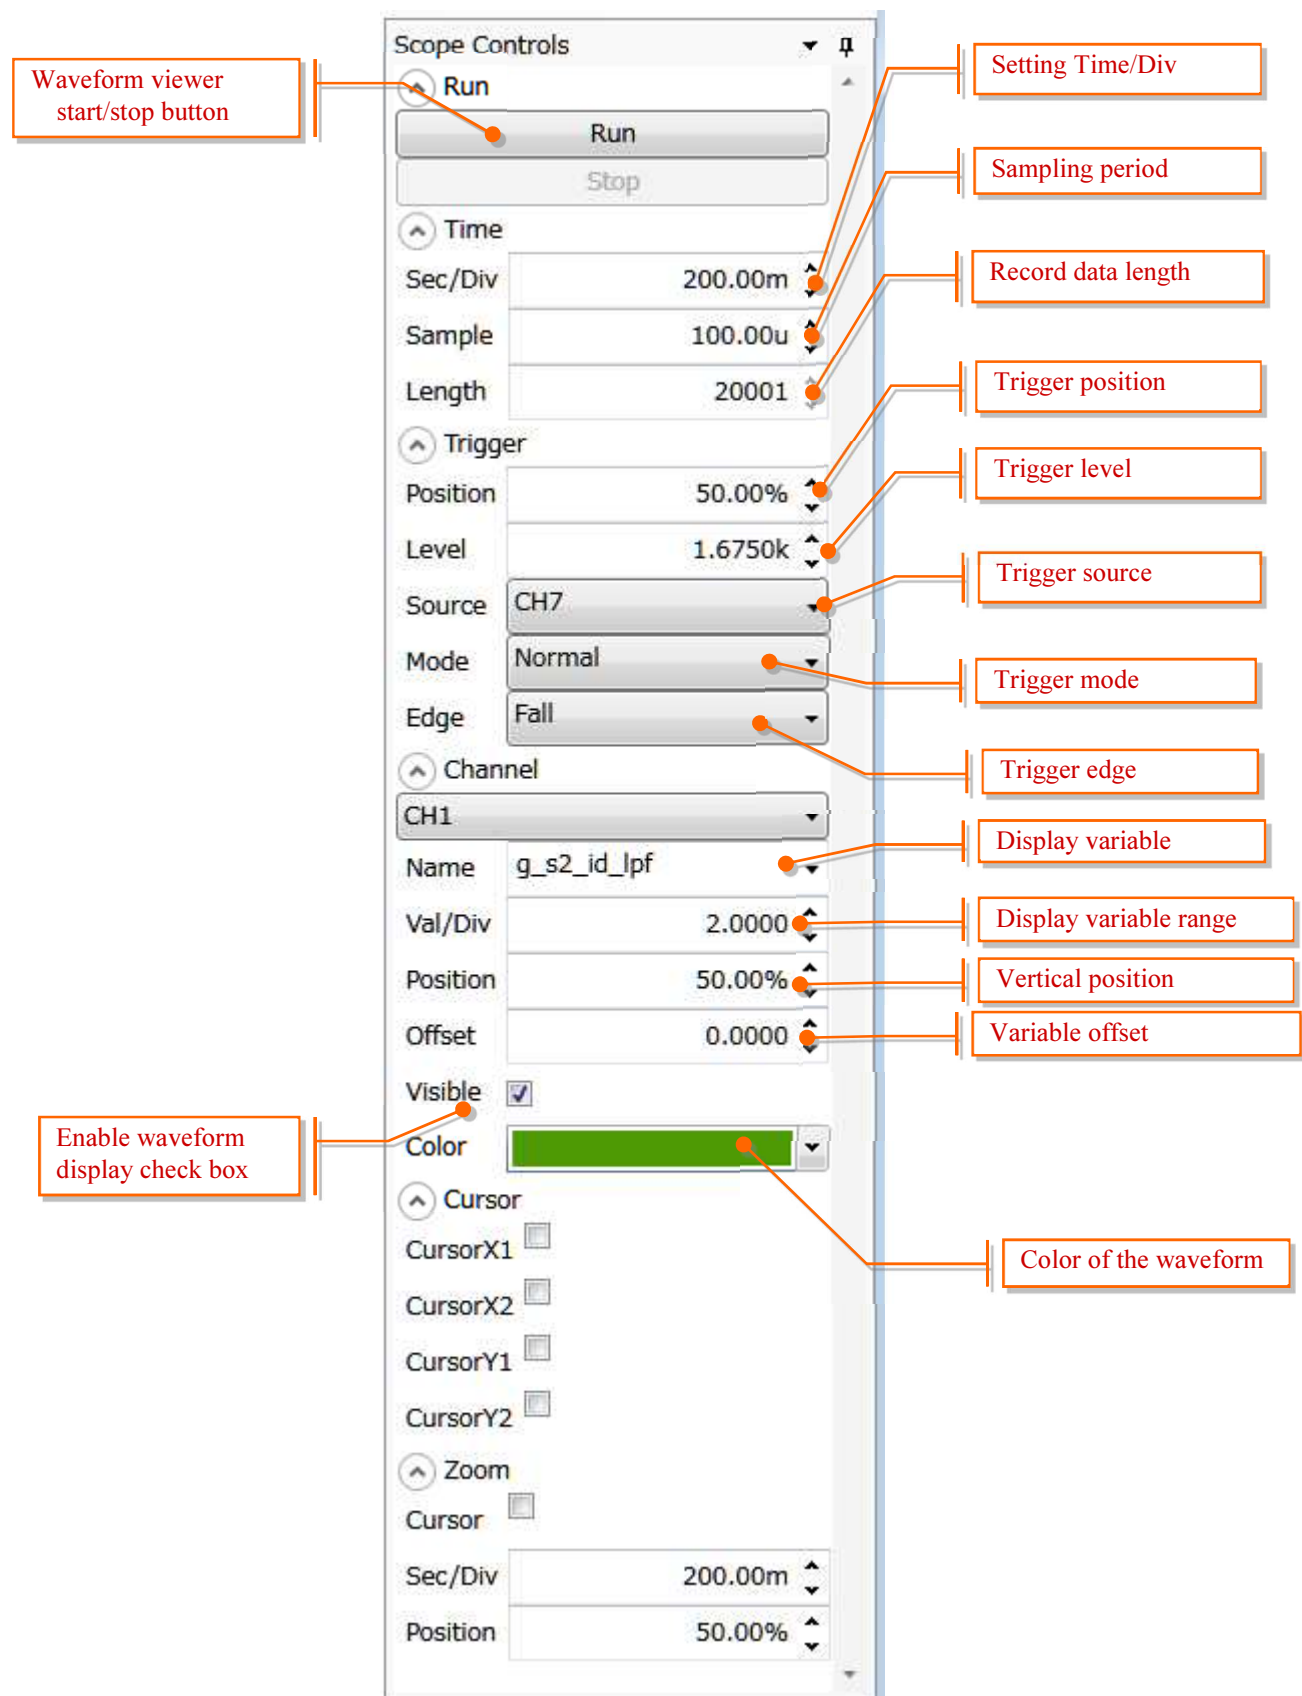 Scope Controls
Run
Run
Stop
Time
Sec/Div 200.00m
Sample 100.00u
Length 20001
Trigger
Position 50.00%
Level 1.6750k
Source CH7
Mode Normal
Edge Fall
Channel
CH1
Name g_s2_id_lpf
Val/Div 2.0000
Position 50.00%
Offset 0.0000
Visible
Color
Cursor
CursorX1
CursorX2
CursorY1
CursorY2
Zoom
Cursor
Sec/Div 200.00m
Position 50.00%
Waveform viewer
start/stop button
Enable waveform
display check box
Setting Time/Div
Sampling period
Record data length
Trigger position
Trigger level
Trigger source
Trigger mode
Trigger edge
Display variable
Display variable range
Vertical position
Variable offset
Color of the waveform